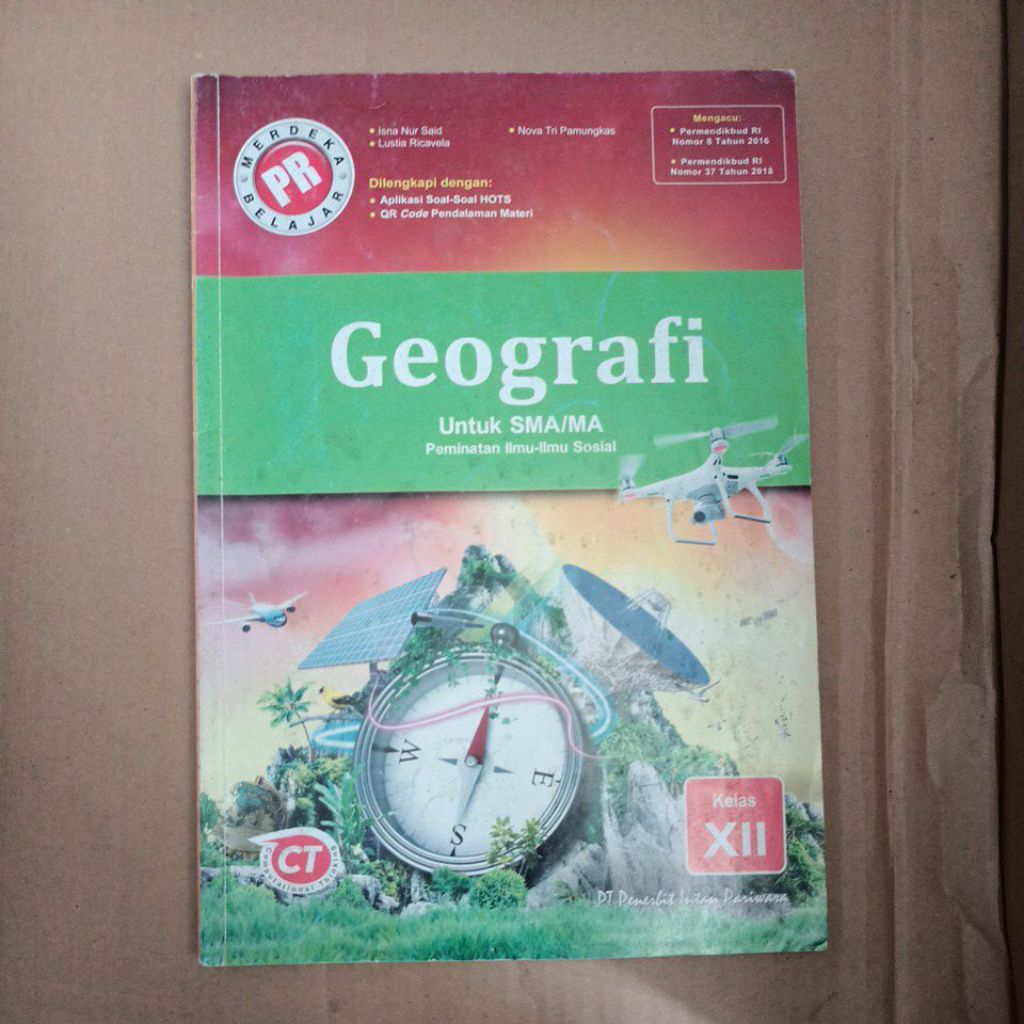 MERDEKA
PR
BELAJAR
• Isna Nur Said
• Lustia Ricavela
• Nova Tri Pamungkas
Dilengkapi dengan:
• Aplikasi Soal-Soal HOTS
• QR Code Pendalaman Materi
Mengacu:
• Permendikbud RI
Nomor 8 Tahun 2016
• Permendikbud RI
Nomor 37 Tahun 2018
Geografi
Untuk SMA/MA
Peminatan Ilmu-Ilmu Sosial
W
E
S
Kelas
XII
CT
Computational Thinking
PT Penerbit Intan Pariwara